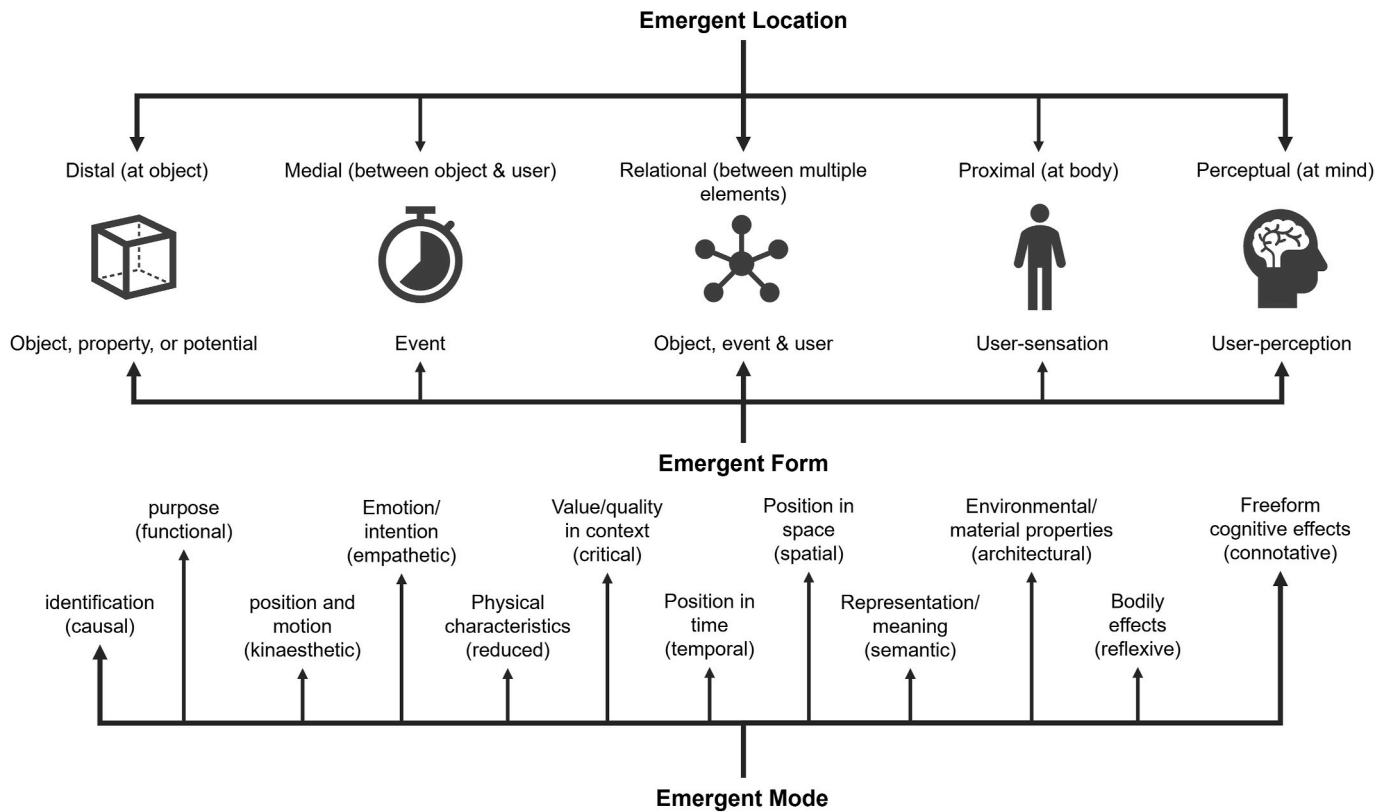 Emergent Location
Distal (at object)
Medial (between object & user)
Relational (between multiple
elements)
Proximal (at body)
Perceptual (at mind)
Object, property, or potential
Event
Object, event & user
User-sensation
User-perception
Emergent Form
identification
(causal)
purpose
(functional)
position and
motion
(kinaesthetic)
Emotion/
intention
(empathetic)
Physical
characteristics
(reduced)
Value/quality
in context
(critical)
Position in
time
(temporal)
Position in
space
(spatial)
Representation/
meaning
(semantic)
Environmental/
material properties
(architectural)
Bodily
effects
(reflexive)
Freeform
cognitive effects
(connotative)
Emergent Mode